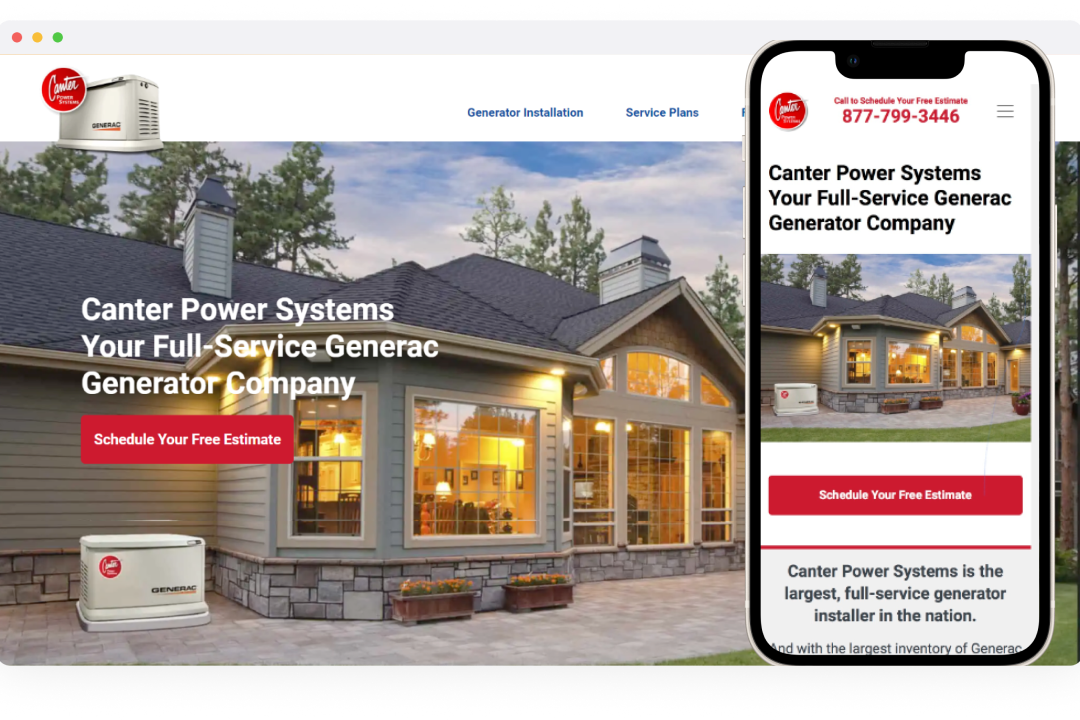 Canter
Power
Systems
GENERAC
Generator Installation
Service Plans
Canter Power Systems
Your Full-Service Generac
Generator Company
Schedule Your Free Estimate
Canter
GENERAC
Canter
Power
Systems
Call to Schedule Your Free Estimate
877-799-3446
Canter Power Systems
Your Full-Service Generac
Generator Company
Schedule Your Free Estimate
Canter Power Systems is the
largest, full-service generator
installer in the nation.
And with the largest inventory of Generac